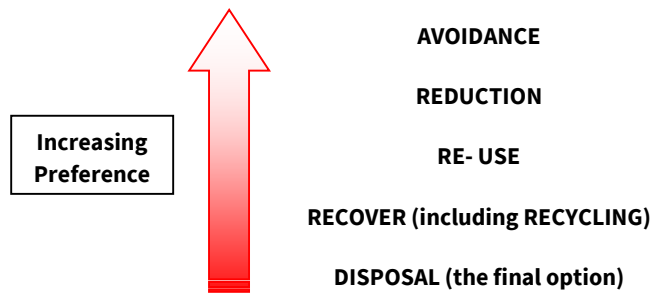 AVOIDANCE
REDUCTION
Increasing
Preference
RE- USE
RECOVER (including RECYCLING)
DISPOSAL (the final option)